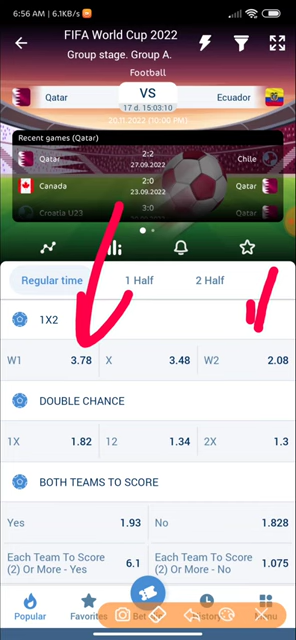 6:56 AM | 6.1KB/s
FIFA World Cup 2022
Group stage. Group A.
Football
Qatar VS Ecuador
17 d. 15:03:10
20.11.2022 (10:00 PM)
Recent games (Qatar)
Qatar 2:2 Chile
27.09.2022
Canada 2:0 Qatar
23.09.2022
Croatia U23 3:0 Qatar
Regular time 1 Half 2 Half
1X2
W1 3.78 X 3.48 W2 2.08
DOUBLE CHANCE
1X 1.82 12 1.34 2X 1.3
BOTH TEAMS TO SCORE
Yes 1.93 No 1.828
Each Team To Score (2) Or More - Yes 6.1 Each Team To Score (2) Or More - No 1.075
Popular Favorites Bet History Menu